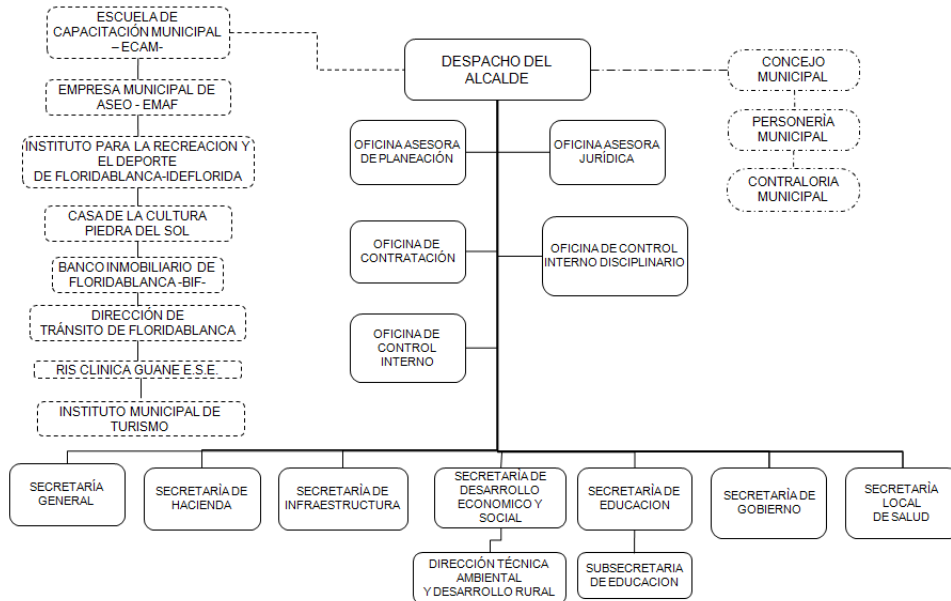 ESCUELA DE
CAPACITACIÓN MUNICIPAL
– ECAM-
EMPRESA MUNICIPAL DE
ASEO - EMAF
INSTITUTO PARA LA RECREACION Y
EL DEPORTE
DE FLORIDABLANCA-IDEFLORIDA
CASA DE LA CULTURA
PIEDRA DEL SOL
BANCO INMOBILIARIO DE
FLORIDABLANCA -BIF-
DIRECCIÓN DE
TRÁNSITO DE FLORIDABLANCA
RIS CLINICA GUANE E.S.E.
INSTITUTO MUNICIPAL DE
TURISMO
DESPACHO DEL
ALCALDE
CONCEJO
MUNICIPAL
PERSONERÍA
MUNICIPAL
CONTRALORIA
MUNICIPAL
OFICINA ASESORA
DE PLANEACIÓN
OFICINA ASESORA
JURÍDICA
OFICINA DE
CONTRATACIÓN
OFICINA DE CONTROL
INTERNO DISCIPLINARIO
OFICINA DE
CONTROL
INTERNO
SECRETARÍA
GENERAL
SECRETARÍA DE
HACIENDA
SECRETARÍA DE
INFRAESTRUCTURA
SECRETARÍA DE
DESARROLLO
ECONOMICO Y
SOCIAL
SECRETARÍA DE
EDUCACION
SECRETARÍA DE
GOBIERNO
SECRETARÍA
LOCAL
DE SALUD
DIRECCIÓN TÉCNICA
AMBIENTAL
Y DESARROLLO RURAL
SUBSECRETARIA
DE EDUCACION